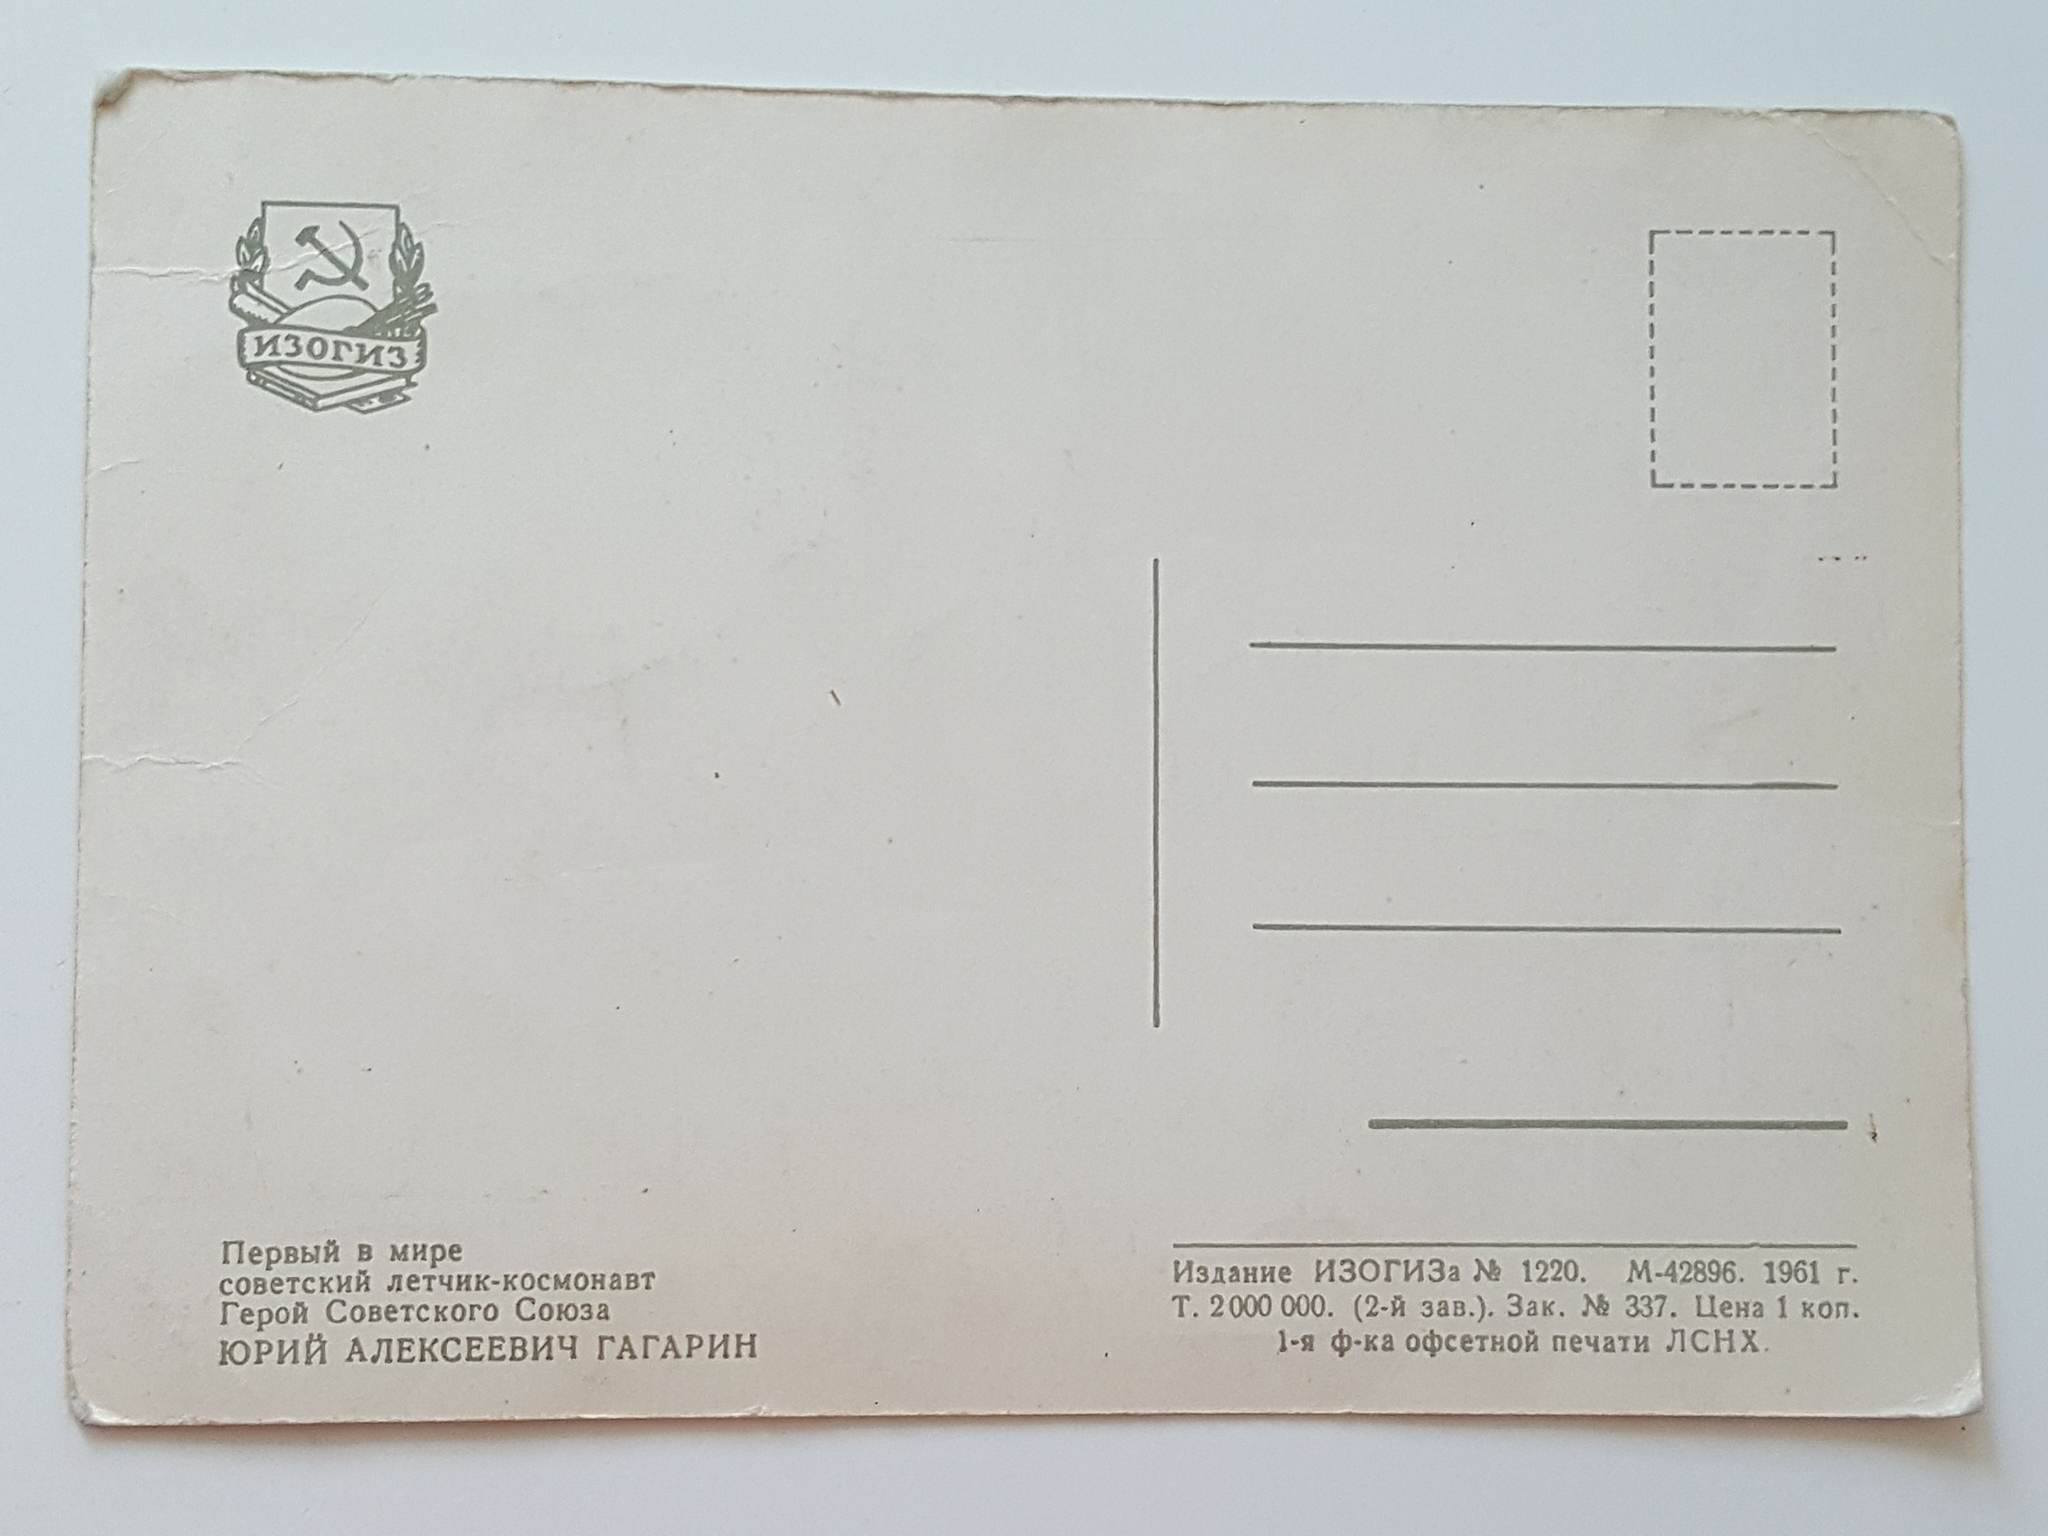 ИЗОГИЗ
Первый в мире
советский летчик-космонавт
Герой Советского Союза
ЮРИЙ АЛЕКСЕЕВИЧ ГАГАРИН
Издание ИЗОГИЗа № 1220. М-42896. 1961 г.
Т. 2 000 000. (2-й зав.). Зак. № 337. Цена 1 коп.
1-я ф-ка офсетной печати ЛСНХ.